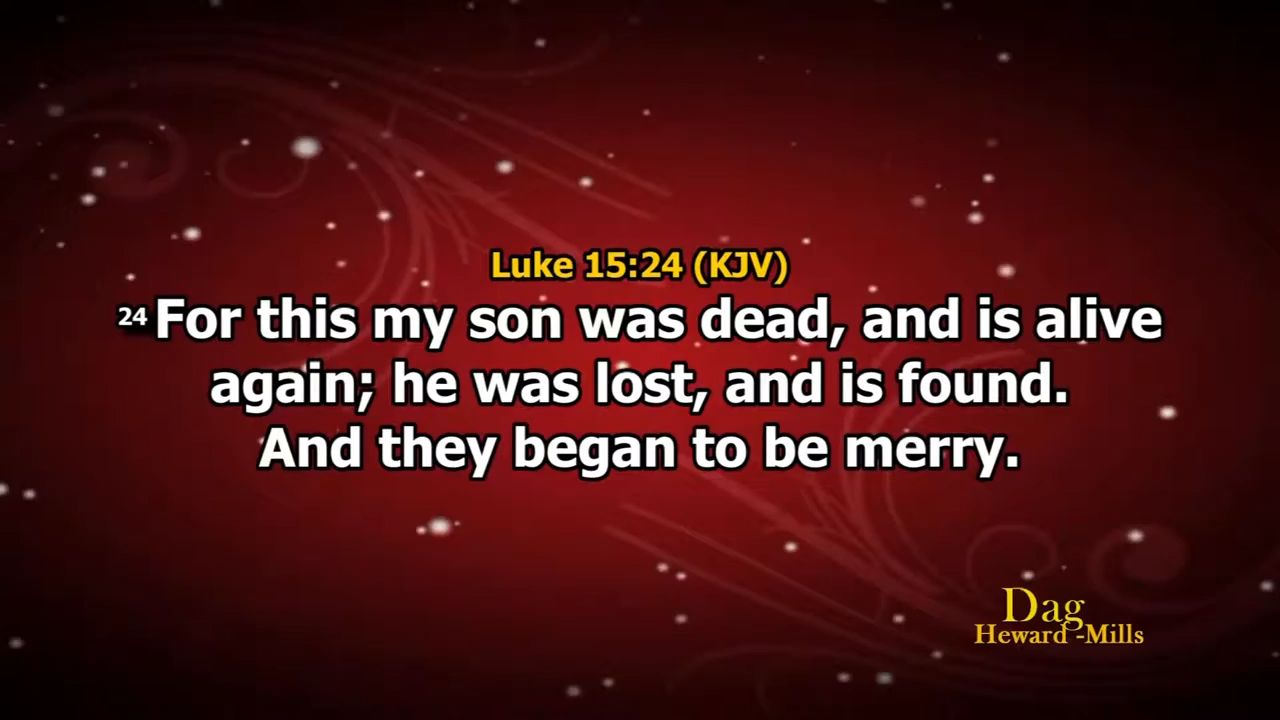 Luke 15:24 (KJV)
24 For this my son was dead, and is alive
again; he was lost, and is found.
And they began to be merry.
Dag
Heward -Mills